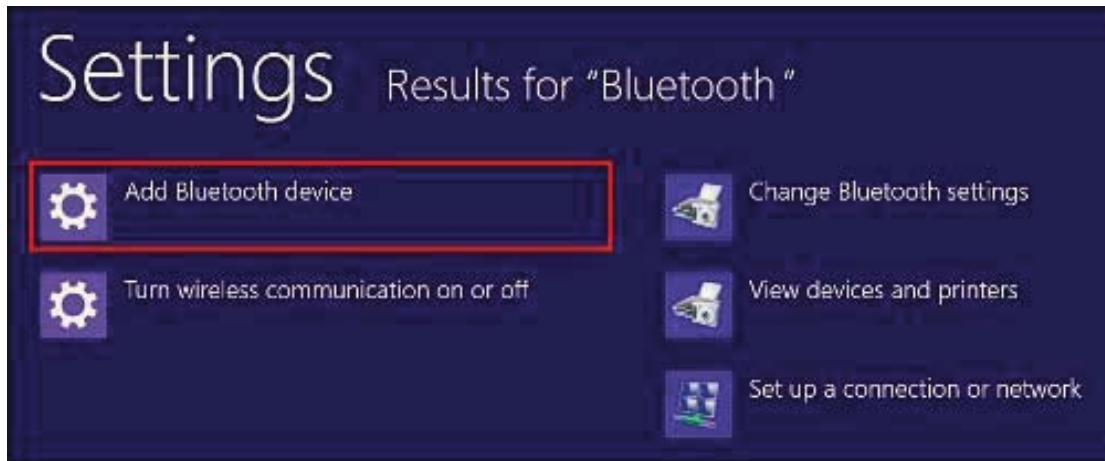 Settings Results for "Bluetooth "
Add Bluetooth device
Change Bluetooth settings
Turn wireless communication on or off
View devices and printers
Set up a connection or network